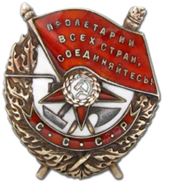 ПРОЛЕТАРИИ
ВСЕХ СТРАН,
СОЕДИНЯЙТЕСЬ!
С С С Р